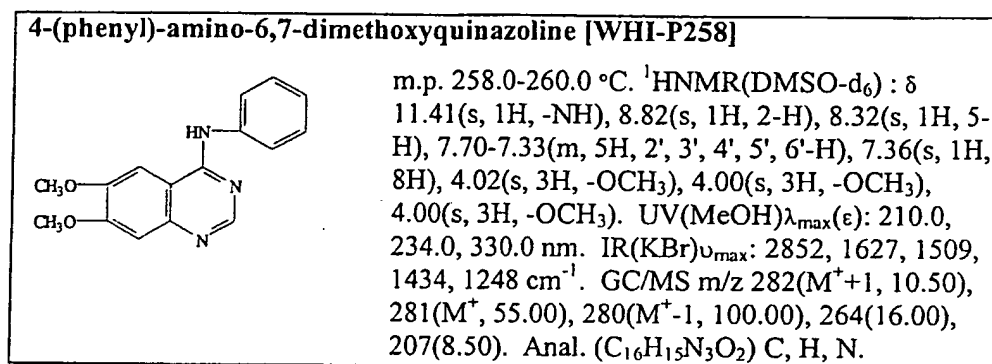 4-(phenyl)-amino-6,7-dimethoxyquinazoline [WHI-P258]
m.p. 258.0-260.0 °C. ¹HNMR(DMSO-d₆) : δ
11.41(s, 1H, -NH), 8.82(s, 1H, 2-H), 8.32(s, 1H, 5-
H), 7.70-7.33(m, 5H, 2', 3', 4', 5', 6'-H), 7.36(s, 1H,
8H), 4.02(s, 3H, -OCH₃), 4.00(s, 3H, -OCH₃),
4.00(s, 3H, -OCH₃). UV(MeOH)λmax(ε): 210.0,
234.0, 330.0 nm. IR(KBr)υmax: 2852, 1627, 1509,
1434, 1248 cm⁻¹. GC/MS m/z 282(M⁺+1, 10.50),
281(M⁺, 55.00), 280(M⁺-1, 100.00), 264(16.00),
207(8.50). Anal. (C₁₆H₁₅N₃O₂) C, H, N.
HN
CH₃O
N
CH₃O
N